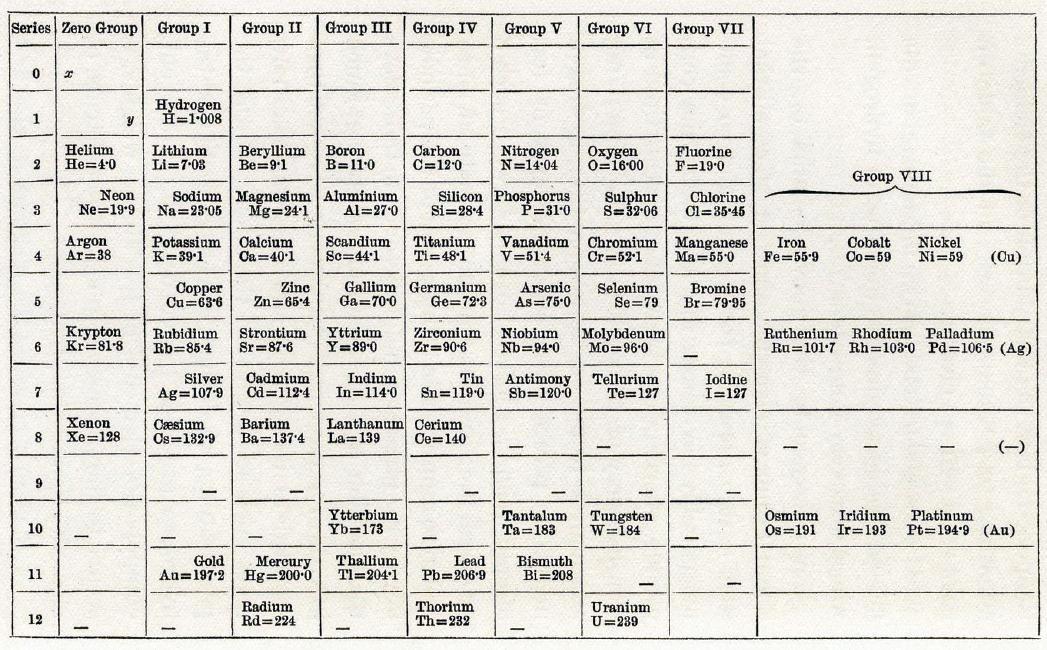 Series Zero Group Group I Group II Group III Group IV Group V Group VI Group VII
0 x
Hydrogen
1 y H=1·008
Helium Lithium Beryllium Boron Carbon Nitrogen Oxygen Fluorine
2 He=4·0 Li=7·03 Be=9·1 B=11·0 C=12·0 N=14·04 O=16·00 F=19·0
Group VIII
Neon Sodium Magnesium Aluminium Silicon Phosphorus Sulphur Chlorine
3 Ne=19·9 Na=23·05 Mg=24·1 Al=27·0 Si=28·4 P=31·0 S=32·06 Cl=35·45
Argon Potassium Calcium Scandium Titanium Vanadium Chromium Manganese Iron Cobalt Nickel
4 Ar=38 K=39·1 Ca=40·1 Sc=44·1 Ti=48·1 V=51·4 Cr=52·1 Ma=55·0 Fe=55·9 Co=59 Ni=59 (Cu)
Copper Zinc Gallium Germanium Arsenic Selenium Bromine
5 Cu=63·6 Zn=65·4 Ga=70·0 Ge=72·3 As=75·0 Se=79 Br=79·95
Krypton Rubidium Strontium Yttrium Zirconium Niobium Molybdenum Ruthenium Rhodium Palladium
6 Kr=81·8 Rb=85·4 Sr=87·6 Y=89·0 Zr=90·6 Nb=94·0 Mo=96·0 — Ru=101·7 Rh=103·0 Pd=106·5 (Ag)
Silver Cadmium Indium Tin Antimony Tellurium Iodine
7 Ag=107·9 Cd=112·4 In=114·0 Sn=119·0 Sb=120·0 Te=127 I=127
Xenon Cæsium Barium Lanthanum Cerium
8 Xe=128 Cs=132·9 Ba=137·4 La=139 Ce=140 — — — — — (—)
9 — — — — — —
Ytterbium Tantalum Tungsten Osmium Iridium Platinum
10 — — — Yb=173 — Ta=183 W=184 — Os=191 Ir=193 Pt=194·9 (Au)
Gold Mercury Thallium Lead Bismuth
11 Au=197·2 Hg=200·0 Tl=204·1 Pb=206·9 Bi=208 — —
Radium Thorium Uranium
12 — — Rd=224 — Th=232 — U=239